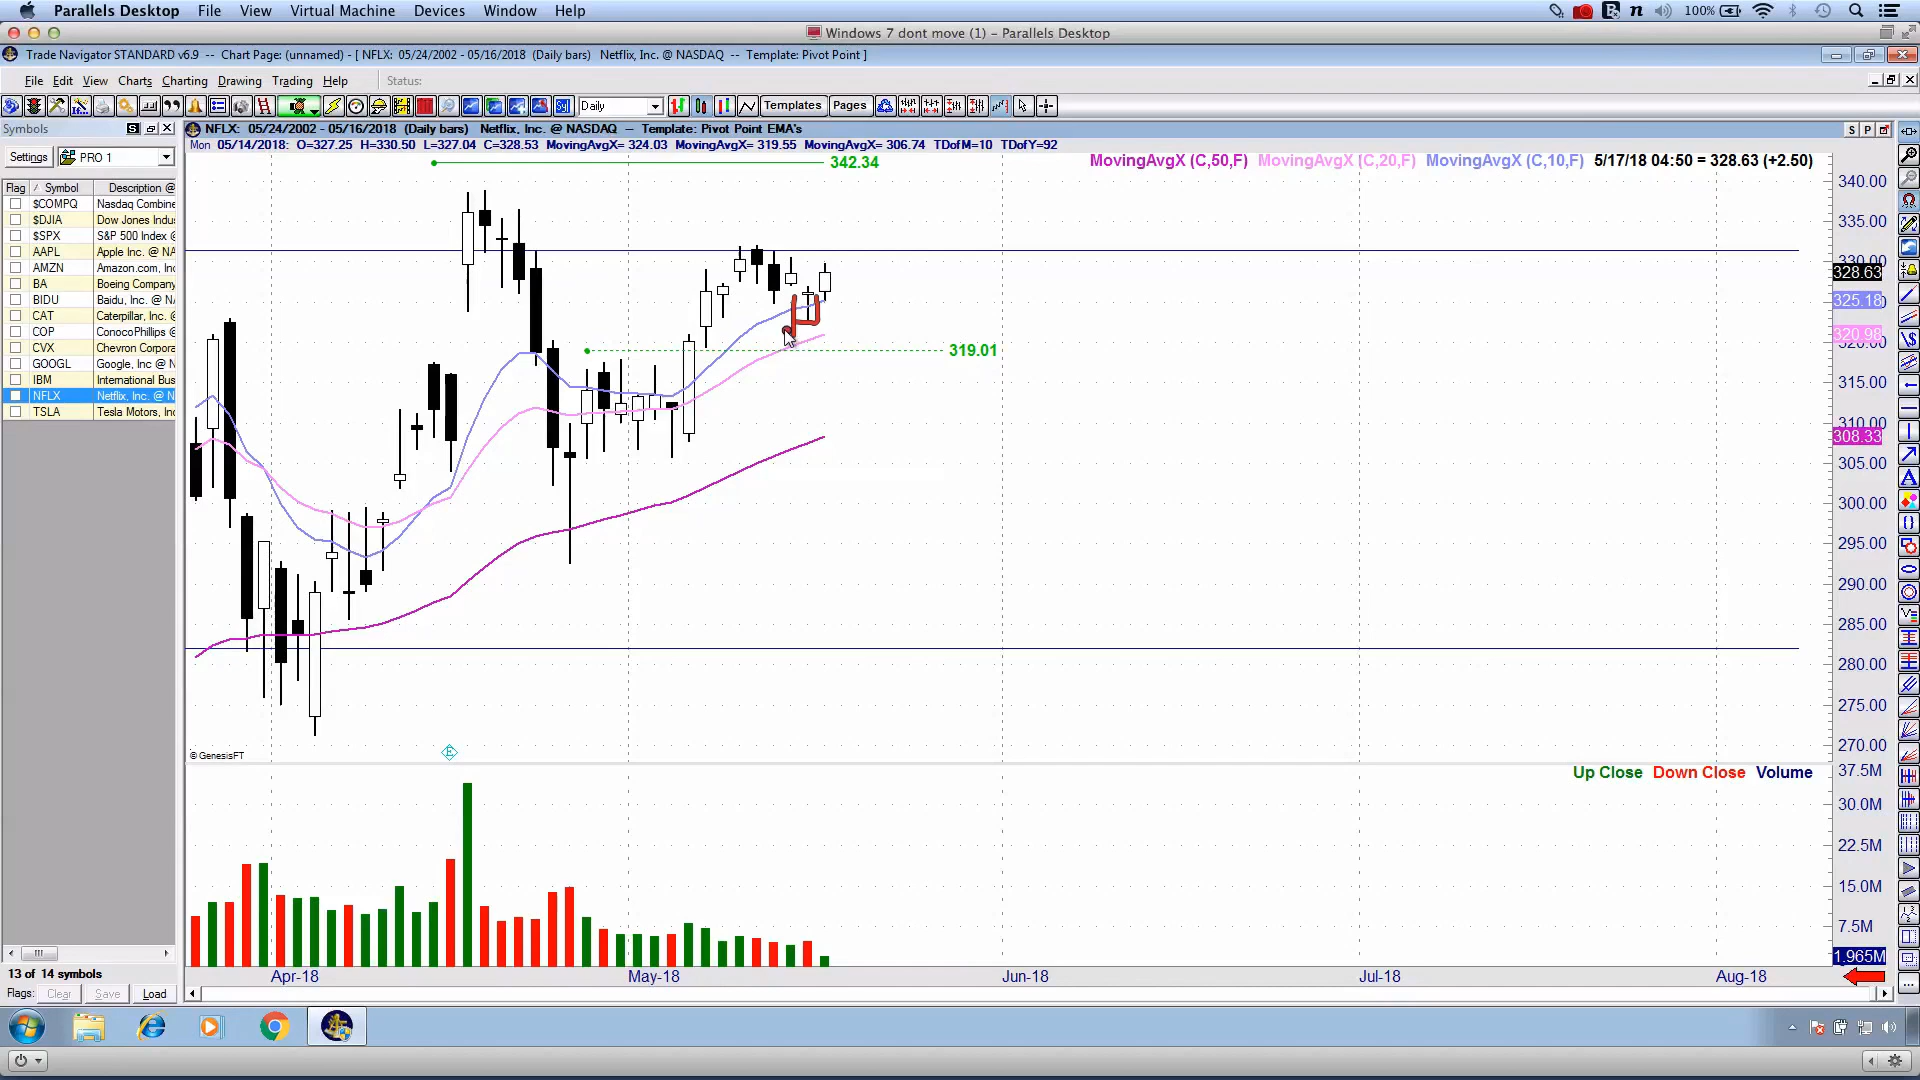 Parallels Desktop File View Virtual Machine Devices Window Help 100%
Windows 7 dont move (1) - Parallels Desktop
Trade Navigator STANDARD v6.9 -- Chart Page: (unnamed) - [ NFLX: 05/24/2002 - 05/16/2018 (Daily bars) Netflix, Inc. @ NASDAQ -- Template: Pivot Point ]
File Edit View Charts Charting Drawing Trading Help Status:
Daily Templates Pages
Symbols S
NFLX: 05/24/2002 - 05/16/2018 (Daily bars) Netflix, Inc. @ NASDAQ -- Template: Pivot Point EMA's S P
Mon 05/14/2018: O=327.25 H=330.50 L=327.04 C=328.53 MovingAvgX= 324.03 MovingAvgX= 319.55 MovingAvgX= 306.74 TDofM=10 TDofY=92
Settings PRO 1
342.34 MovingAvgX (C,50,F) MovingAvgX (C,20,F) MovingAvgX (C,10,F) 5/17/18 04:50 = 328.63 (+2.50)
Flag Symbol Description @
$COMPQ Nasdaq Combine
$DJIA Dow Jones Indus
$SPX S&P 500 Index @
AAPL Apple Inc. @ NA
AMZN Amazon.com, Inc
BA Boeing Company
BIDU Baidu, Inc. @ NA
CAT Caterpillar, Inc.
COP ConocoPhillips @
CVX Chevron Corpora
GOOGL Google, Inc @ N
IBM International Bus
NFLX Netflix, Inc. @ N
TSLA Tesla Motors, Inc
340.00
335.00
330.00
328.63
325.18
320.98
320.00
319.01
315.00
310.00
308.33
305.00
300.00
295.00
290.00
285.00
280.00
275.00
270.00
E
© GenesisFT
Up Close Down Close Volume
37.5M
30.0M
22.5M
15.0M
7.5M
1.965M
Apr-18 May-18 Jun-18 Jul-18 Aug-18
13 of 14 symbols
Flags: Clear Save Load